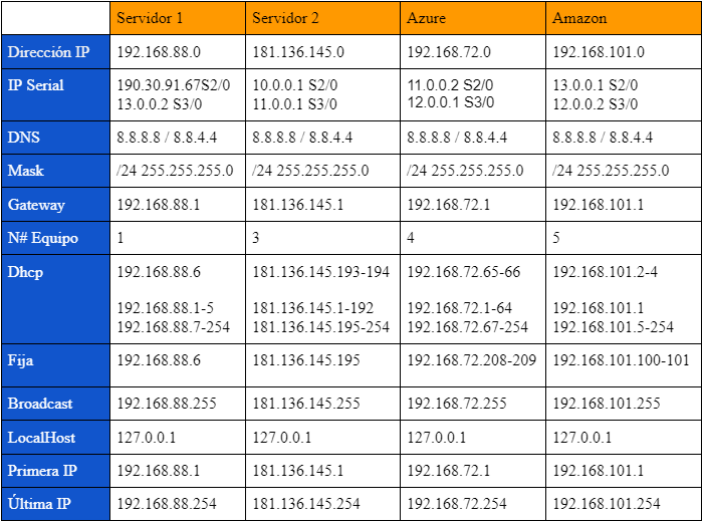 Servidor 1 Servidor 2 Azure Amazon
Dirección IP 192.168.88.0 181.136.145.0 192.168.72.0 192.168.101.0
IP Serial 190.30.91.67S2/0 10.0.0.1 S2/0 11.0.0.2 S2/0 13.0.0.1 S2/0
13.0.0.2 S3/0 11.0.0.1 S3/0 12.0.0.1 S3/0 12.0.0.2 S3/0
DNS 8.8.8.8 / 8.8.4.4 8.8.8.8 / 8.8.4.4 8.8.8.8 / 8.8.4.4 8.8.8.8 / 8.8.4.4
Mask /24 255.255.255.0 /24 255.255.255.0 /24 255.255.255.0 /24 255.255.255.0
Gateway 192.168.88.1 181.136.145.1 192.168.72.1 192.168.101.1
N# Equipo 1 3 4 5
Dhcp 192.168.88.6 181.136.145.193-194 192.168.72.65-66 192.168.101.2-4
192.168.88.1-5 181.136.145.1-192 192.168.72.1-64 192.168.101.1
192.168.88.7-254 181.136.145.195-254 192.168.72.67-254 192.168.101.5-254
Fija 192.168.88.6 181.136.145.195 192.168.72.208-209 192.168.101.100-101
Broadcast 192.168.88.255 181.136.145.255 192.168.72.255 192.168.101.255
LocalHost 127.0.0.1 127.0.0.1 127.0.0.1 127.0.0.1
Primera IP 192.168.88.1 181.136.145.1 192.168.72.1 192.168.101.1
Última IP 192.168.88.254 181.136.145.254 192.168.72.254 192.168.101.254